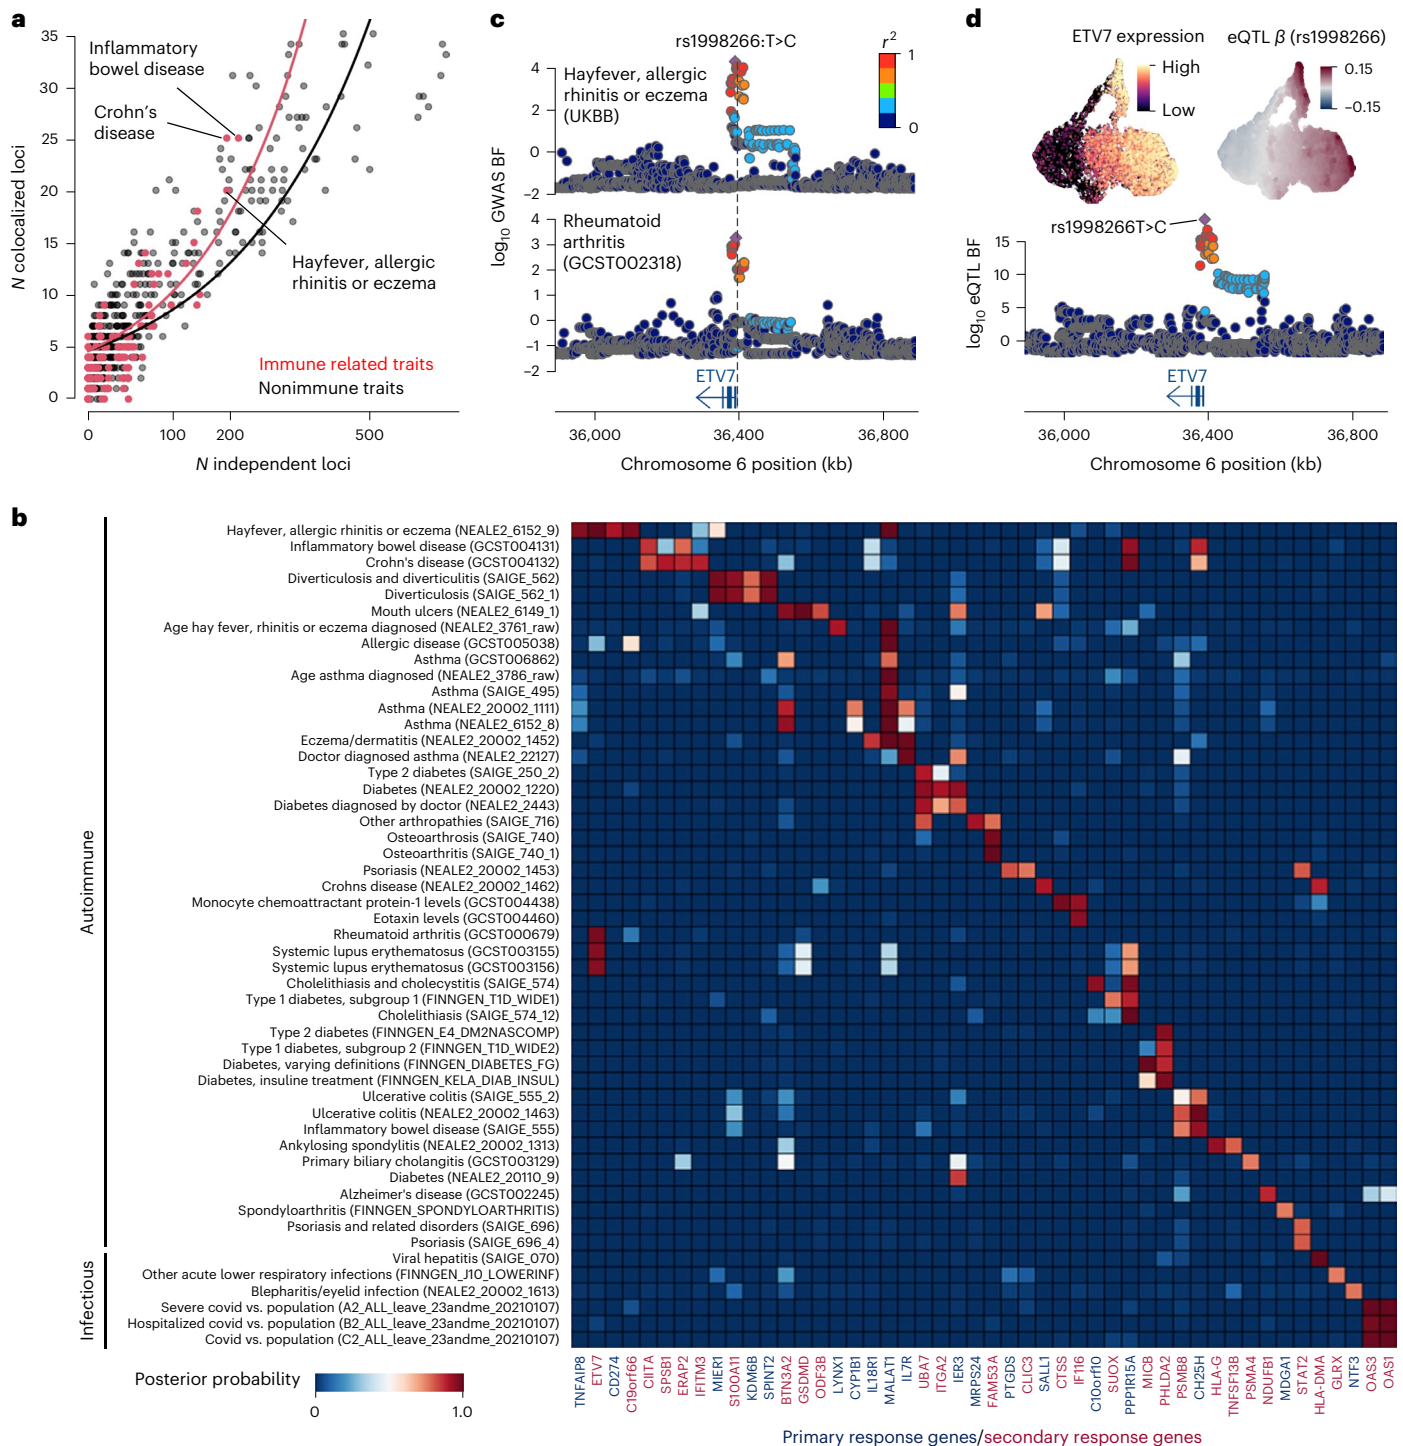 a
35
30
25
20
15
10
5
0
N colocalized loci
Inflammatory
bowel disease
Crohn's
disease
Hayfever, allergic
rhinitis or eczema
Immune related traits
Nonimmune traits
0 100 200 500
N independent loci
c
rs1998266:T>C
r²
1
0
Hayfever, allergic
rhinitis or eczema
(UKBB)
4
2
0
−2
log10 GWAS BF
Rheumatoid
arthritis
(GCST002318)
4
3
2
1
0
−1
−2
ETV7
36,000 36,400 36,800
Chromosome 6 position (kb)
d
ETV7 expression
High
Low
eQTL β (rs1998266)
0.15
−0.15
rs1998266T>C
15
10
5
0
log10 eQTL BF
ETV7
36,000 36,400 36,800
Chromosome 6 position (kb)
b
Autoimmune
Hayfever, allergic rhinitis or eczema (NEALE2_6152_9)
Inflammatory bowel disease (GCST004131)
Crohn's disease (GCST004132)
Diverticulosis and diverticulitis (SAIGE_562)
Diverticulosis (SAIGE_562_1)
Mouth ulcers (NEALE2_6149_1)
Age hay fever, rhinitis or eczema diagnosed (NEALE2_3761_raw)
Allergic disease (GCST005038)
Asthma (GCST006862)
Age asthma diagnosed (NEALE2_3786_raw)
Asthma (SAIGE_495)
Asthma (NEALE2_20002_1111)
Asthma (NEALE2_6152_8)
Eczema/dermatitis (NEALE2_20002_1452)
Doctor diagnosed asthma (NEALE2_22127)
Type 2 diabetes (SAIGE_250_2)
Diabetes (NEALE2_20002_1220)
Diabetes diagnosed by doctor (NEALE2_2443)
Other arthropathies (SAIGE_716)
Osteoarthrosis (SAIGE_740)
Osteoarthritis (SAIGE_740_1)
Psoriasis (NEALE2_20002_1453)
Crohns disease (NEALE2_20002_1462)
Monocyte chemoattractant protein-1 levels (GCST004438)
Eotaxin levels (GCST004460)
Rheumatoid arthritis (GCST000679)
Systemic lupus erythematosus (GCST003155)
Systemic lupus erythematosus (GCST003156)
Cholelithiasis and cholecystitis (SAIGE_574)
Type 1 diabetes, subgroup 1 (FINNGEN_T1D_WIDE1)
Cholelithiasis (SAIGE_574_12)
Type 2 diabetes (FINNGEN_E4_DM2NASCOMP)
Type 1 diabetes, subgroup 2 (FINNGEN_T1D_WIDE2)
Diabetes, varying definitions (FINNGEN_DIABETES_FG)
Diabetes, insuline treatment (FINNGEN_KELA_DIAB_INSUL)
Ulcerative colitis (SAIGE_555_2)
Ulcerative colitis (NEALE2_20002_1463)
Inflammatory bowel disease (SAIGE_555)
Ankylosing spondylitis (NEALE2_20002_1313)
Primary biliary cholangitis (GCST003129)
Diabetes (NEALE2_20110_9)
Alzheimer's disease (GCST002245)
Spondyloarthritis (FINNGEN_SPONDYLOARTHRITIS)
Psoriasis and related disorders (SAIGE_696)
Psoriasis (SAIGE_696_4)
Infectious
Viral hepatitis (SAIGE_070)
Other acute lower respiratory infections (FINNGEN_J10_LOWERINF)
Blepharitis/eyelid infection (NEALE2_20002_1613)
Severe covid vs. population (A2_ALL_leave_23andme_20210107)
Hospitalized covid vs. population (B2_ALL_leave_23andme_20210107)
Covid vs. population (C2_ALL_leave_23andme_20210107)
Posterior probability
0 1.0
TNFAIP8
ETV7
CD274
C19orf66
CIITA
SPSB1
ERAP2
IFITM3
MIER1
S100A11
KDM6B
SPINT2
BTN3A2
GSDMD
ODF3B
LYNX1
CYP1B1
IL18R1
MALAT1
IL7R
UBA7
ITGA2
IER3
MRPS24
FAM53A
PTGDS
CLIC3
SALL1
CTSS
IF116
C10orf10
SUOX
PPP1R15A
MICB
PHLDA2
PSMB8
CH25H
HLA-G
TNFSF13B
PSMA4
NDUFB1
MDGA1
STAT2
HLA-DMA
GLRX
NTF3
OAS3
OAS1
Primary response genes/secondary response genes